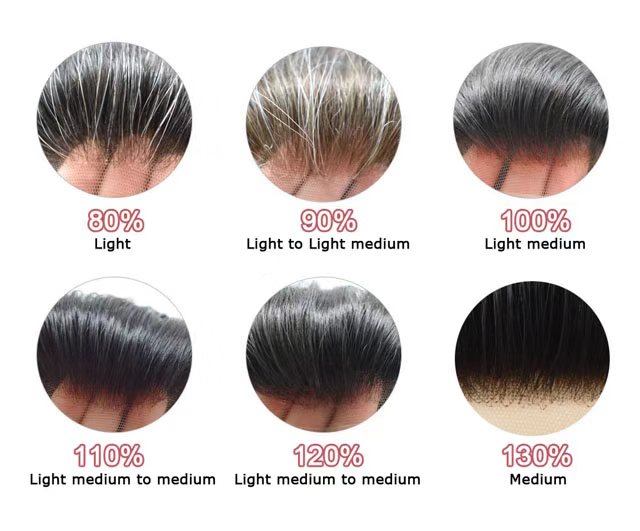 80%
Light
90%
Light to Light medium
100%
Light medium
110%
Light medium to medium
120%
Light medium to medium
130%
Medium